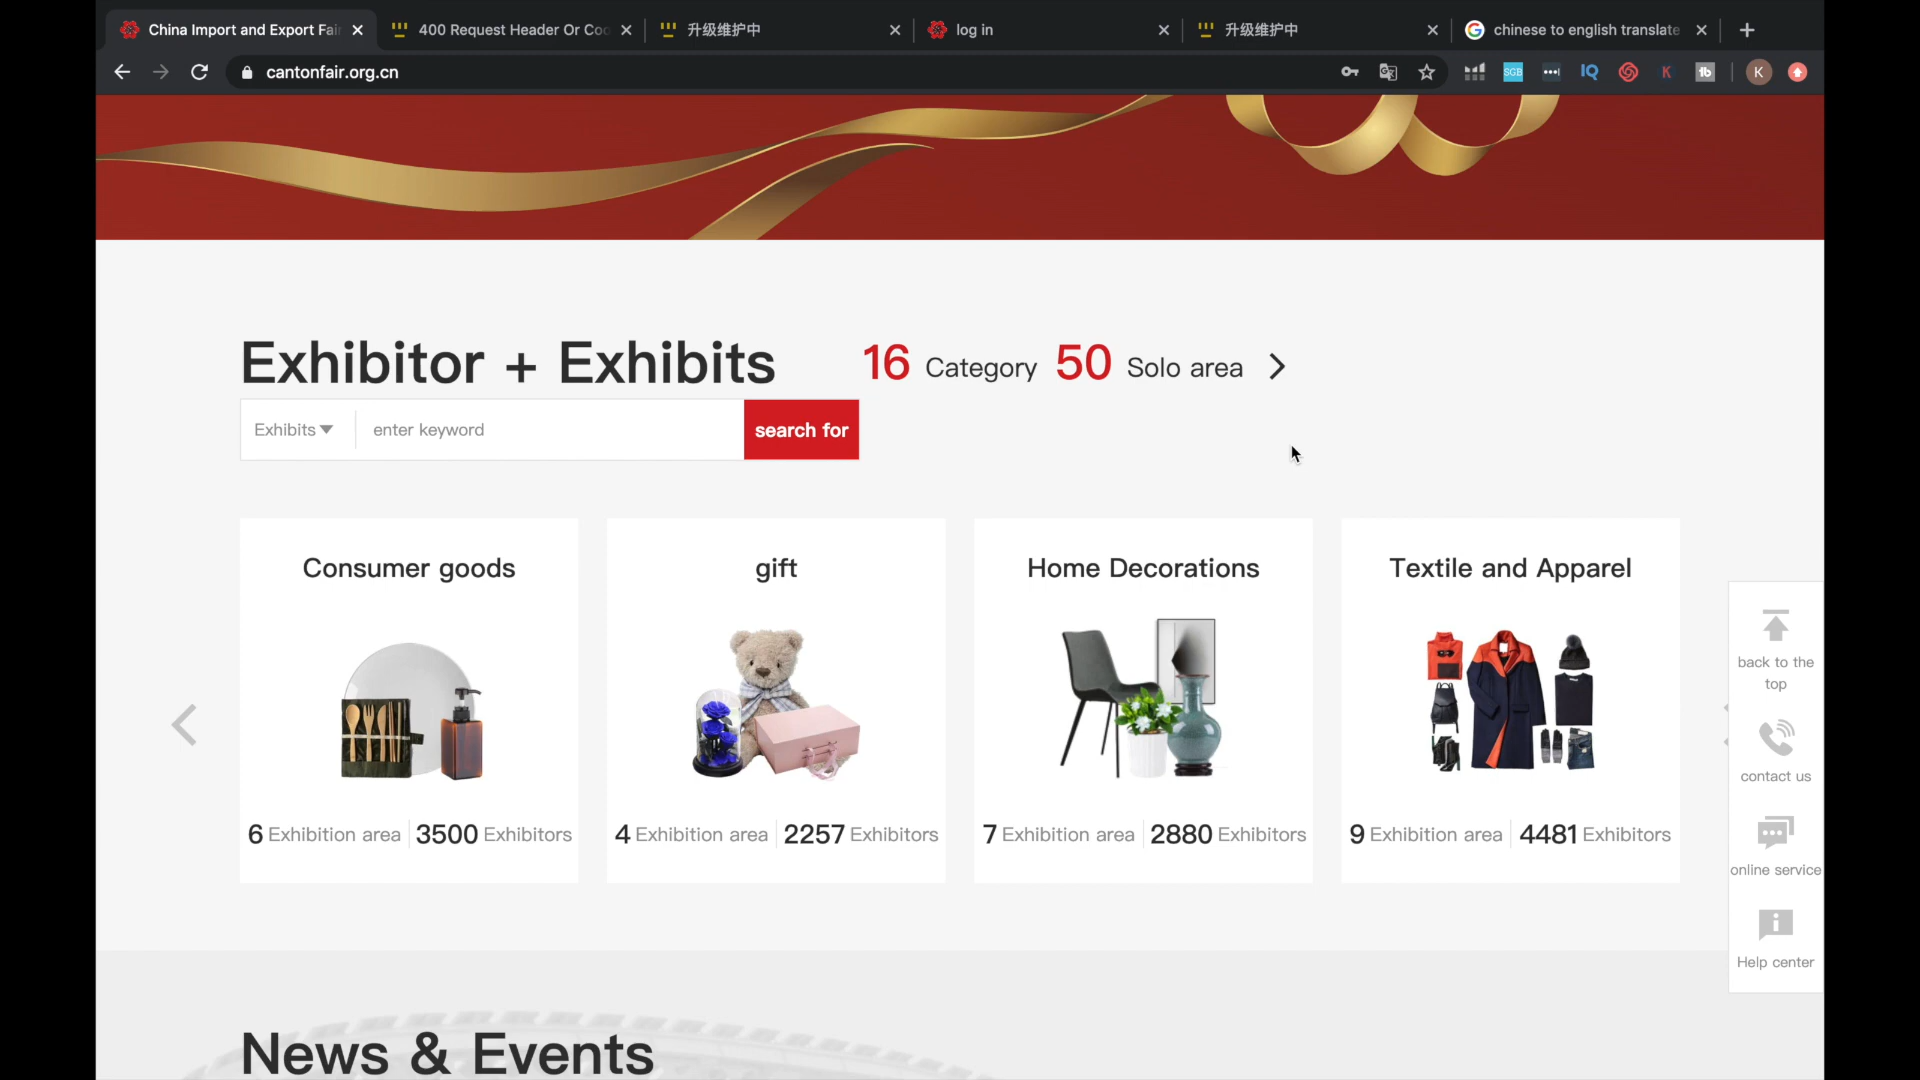 China Import and Export Fair
400 Request Header Or Coo
升级维护中
log in
升级维护中
chinese to english translate
cantonfair.org.cn
SGB
IQ
K
tb
K
Exhibitor + Exhibits
16 Category 50 Solo area
Exhibits
enter keyword
search for
Consumer goods
gift
Home Decorations
Textile and Apparel
6 Exhibition area
3500 Exhibitors
4 Exhibition area
2257 Exhibitors
7 Exhibition area
2880 Exhibitors
9 Exhibition area
4481 Exhibitors
back to the
top
contact us
online service
Help center
News & Events